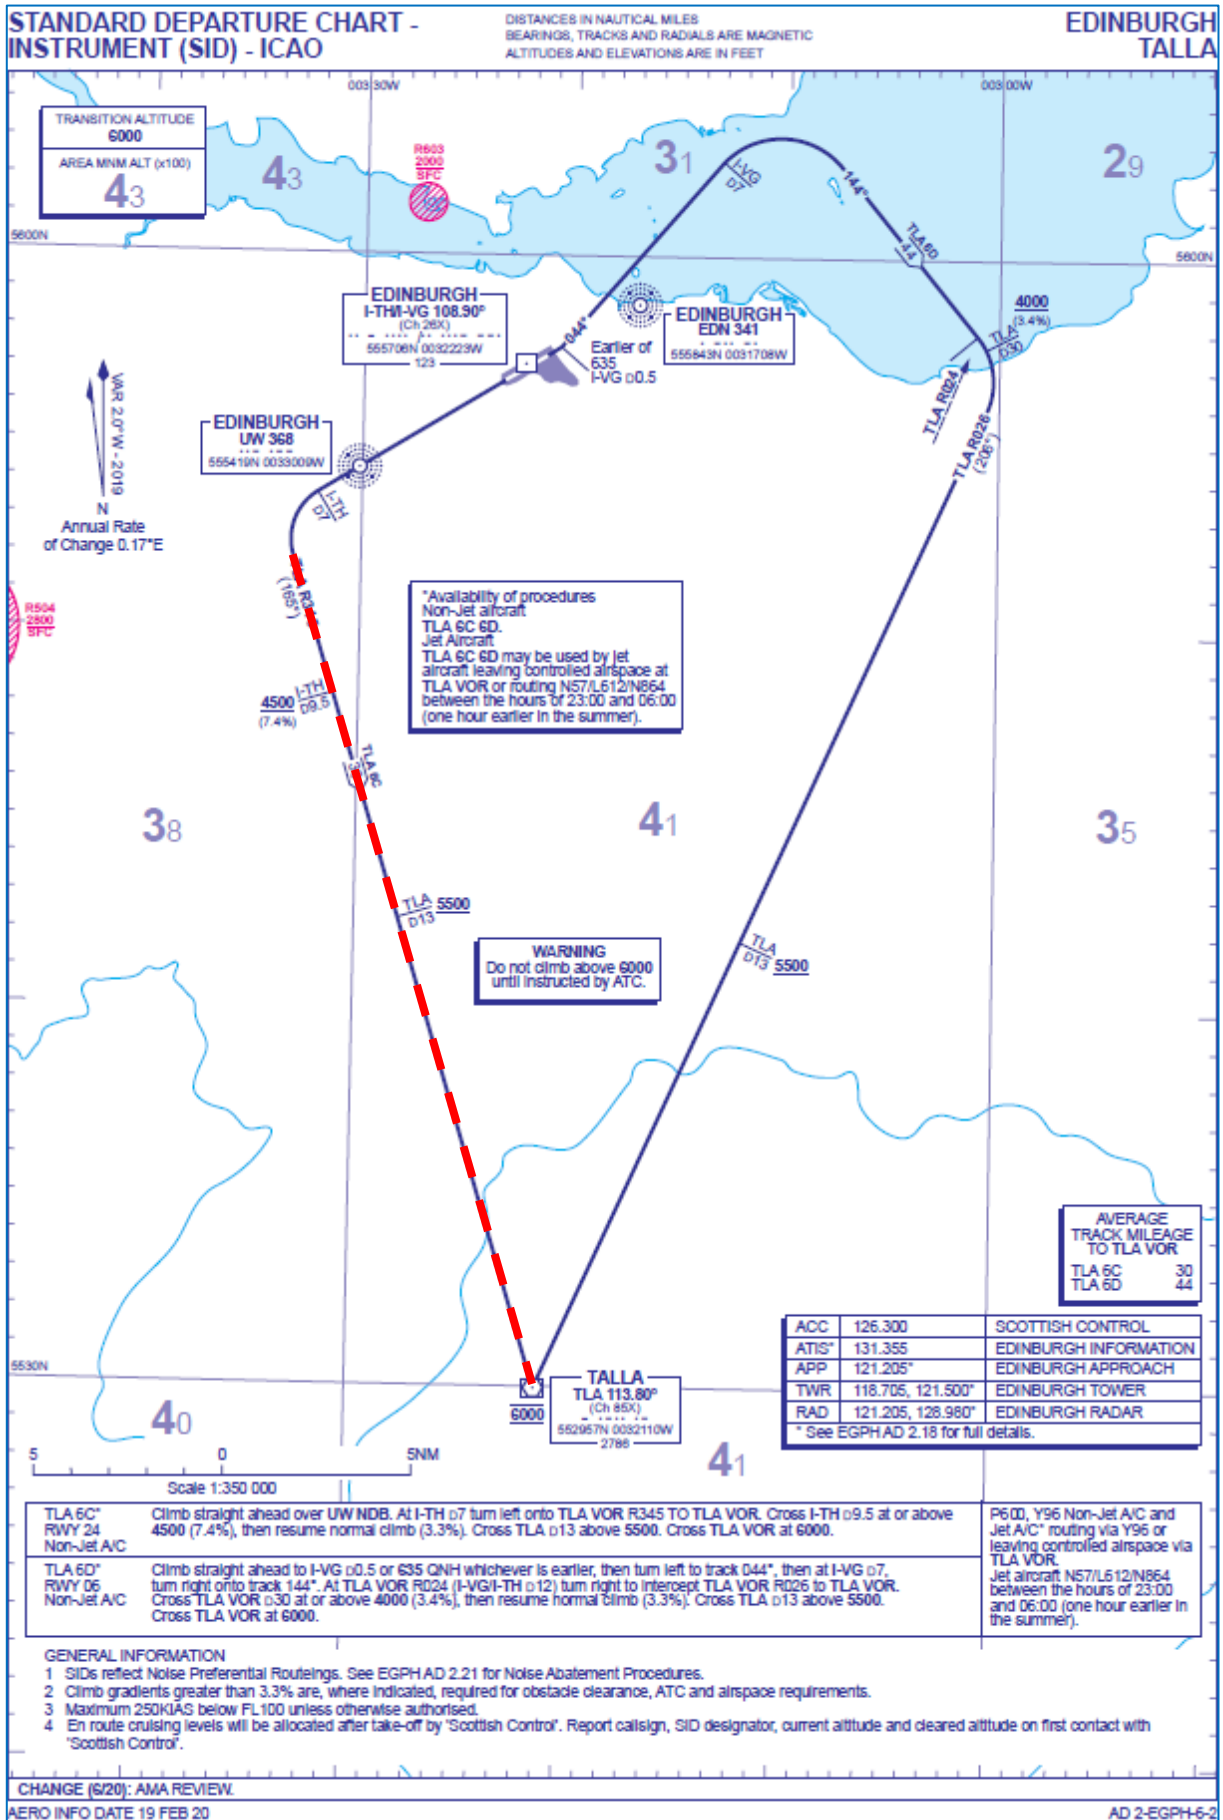 STANDARD DEPARTURE CHART -
INSTRUMENT (SID) - ICAO
DISTANCES IN NAUTICAL MILES
BEARINGS, TRACKS AND RADIALS ARE MAGNETIC
ALTITUDES AND ELEVATIONS ARE IN FEET
EDINBURGH
TALLA
003 30W
003 00W
TRANSITION ALTITUDE
6000
AREA MNM ALT (x100)
43
43
R603
2000
SFC
31
29
I-VG
D7
144°
TLA 6D
44
5600N
5600N
EDINBURGH
I-TH/I-VG 108.90°
(Ch 26X)
555706N 0032223W
123
EDINBURGH
EDN 341
555843N 0031708W
044°
Earlier of
635
I-VG D0.5
4000
(3.4%)
TLA
D30
TLA R024
TLA R026
(206°)
VAR 2.0°W - 2019
N
Annual Rate
of Change 0.17°E
EDINBURGH
UW 368
555419N 0033009W
I-TH
D7
(165°)
R504
2800
SFC
*Availability of procedures
Non-Jet aircraft
TLA 6C 6D.
Jet Aircraft
TLA 6C 6D may be used by jet
aircraft leaving controlled airspace at
TLA VOR or routing N57/L612/N864
between the hours of 23:00 and 06:00
(one hour earlier in the summer).
4500
(7.4%)
I-TH
D9.5
TLA 6C
38
41
35
TLA
D13
5500
WARNING
Do not climb above 6000
until instructed by ATC.
TLA
D13
5500
AVERAGE
TRACK MILEAGE
TO TLA VOR
TLA 6C 30
TLA 6D 44
ACC 126.300 SCOTTISH CONTROL
ATIS* 131.355 EDINBURGH INFORMATION
APP 121.205* EDINBURGH APPROACH
TWR 118.705, 121.500* EDINBURGH TOWER
RAD 121.205, 128.980* EDINBURGH RADAR
* See EGPH AD 2.18 for full details.
5530N
TALLA
TLA 113.80°
(Ch 85X)
552957N 0032110W
2786
6000
40
41
5 0 5NM
Scale 1:350 000
TLA 6C*
RWY 24
Non-Jet A/C
Climb straight ahead over UW NDB. At I-TH D7 turn left onto TLA VOR R345 TO TLA VOR. Cross I-TH D9.5 at or above
4500 (7.4%), then resume normal climb (3.3%). Cross TLA D13 above 5500. Cross TLA VOR at 6000.
TLA 6D*
RWY 06
Non-Jet A/C
Climb straight ahead to I-VG D0.5 or 635 QNH whichever is earlier, then turn left to track 044°, then at I-VG D7,
turn right onto track 144°. At TLA VOR R024 (I-VG/I-TH D12) turn right to intercept TLA VOR R026 to TLA VOR.
Cross TLA VOR D30 at or above 4000 (3.4%), then resume normal climb (3.3%). Cross TLA D13 above 5500.
Cross TLA VOR at 6000.
P600, Y96 Non-Jet A/C and
Jet A/C* routing via Y96 or
leaving controlled airspace via
TLA VOR.
Jet aircraft N57/L612/N864
between the hours of 23:00
and 06:00 (one hour earlier in
the summer).
GENERAL INFORMATION
1 SIDs reflect Noise Preferential Routeings. See EGPH AD 2.21 for Noise Abatement Procedures.
2 Climb gradients greater than 3.3% are, where indicated, required for obstacle clearance, ATC and airspace requirements.
3 Maximum 250KIAS below FL100 unless otherwise authorised.
4 En route cruising levels will be allocated after take-off by 'Scottish Control'. Report callsign, SID designator, current altitude and cleared altitude on first contact with
'Scottish Control'.
CHANGE (6/20): AMA REVIEW.
AERO INFO DATE 19 FEB 20
AD 2-EGPH-6-2